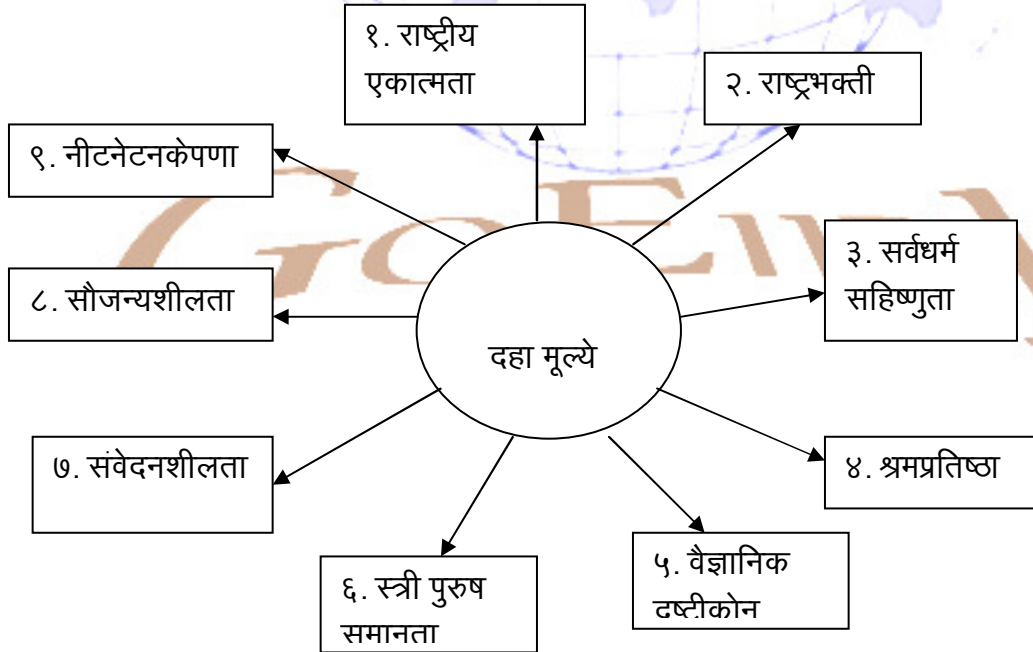 १. राष्ट्रीय
एकात्मता
२. राष्ट्रभक्ती
९. नीटनेटनकेपणा
३. सर्वधर्म
सहिष्णुता
८. सौजन्यशीलता
दहा मूल्ये
७. संवेदनशीलता
४. श्रमप्रतिष्ठा
५. वैज्ञानिक
दृष्टीकोन
६. स्त्री पुरुष
समानता